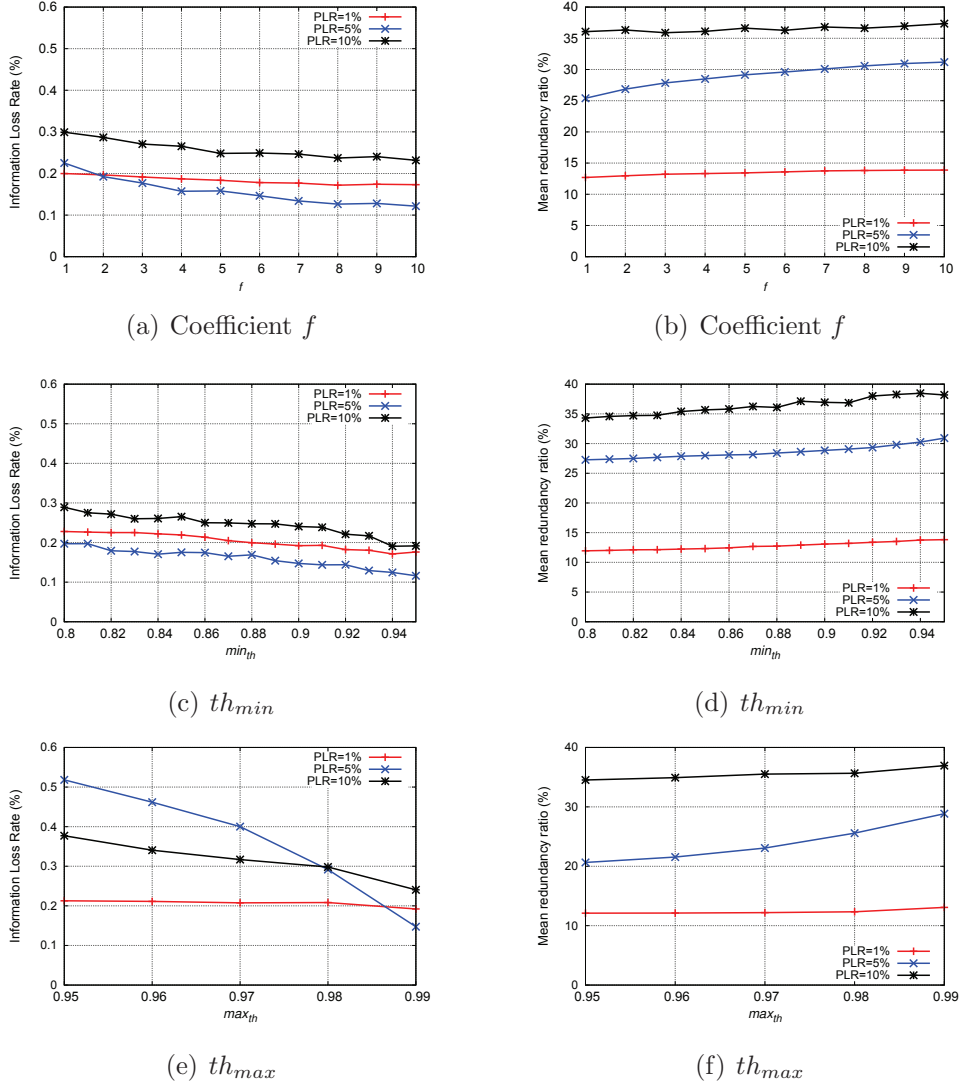 Information Loss Rate (%)
0.6
0.5
0.4
0.3
0.2
0.1
0
PLR=1%
PLR=5%
PLR=10%
1 2 3 4 5 6 7 8 9 10
f
(a) Coefficient f
Mean redundancy ratio (%)
40
35
30
25
20
15
10
5
0
PLR=1%
PLR=5%
PLR=10%
1 2 3 4 5 6 7 8 9 10
f
(b) Coefficient f
Information Loss Rate (%)
0.6
0.5
0.4
0.3
0.2
0.1
0
PLR=1%
PLR=5%
PLR=10%
0.8 0.82 0.84 0.86 0.88 0.9 0.92 0.94
min_th
(c) th_min
Mean redundancy ratio (%)
40
35
30
25
20
15
10
5
0
PLR=1%
PLR=5%
PLR=10%
0.8 0.82 0.84 0.86 0.88 0.9 0.92 0.94
min_th
(d) th_min
Information Loss Rate (%)
0.6
0.5
0.4
0.3
0.2
0.1
0
PLR=1%
PLR=5%
PLR=10%
0.95 0.96 0.97 0.98 0.99
max_th
(e) th_max
Mean redundancy ratio (%)
40
30
20
10
0
PLR=1%
PLR=5%
PLR=10%
0.95 0.96 0.97 0.98 0.99
max_th
(f) th_max